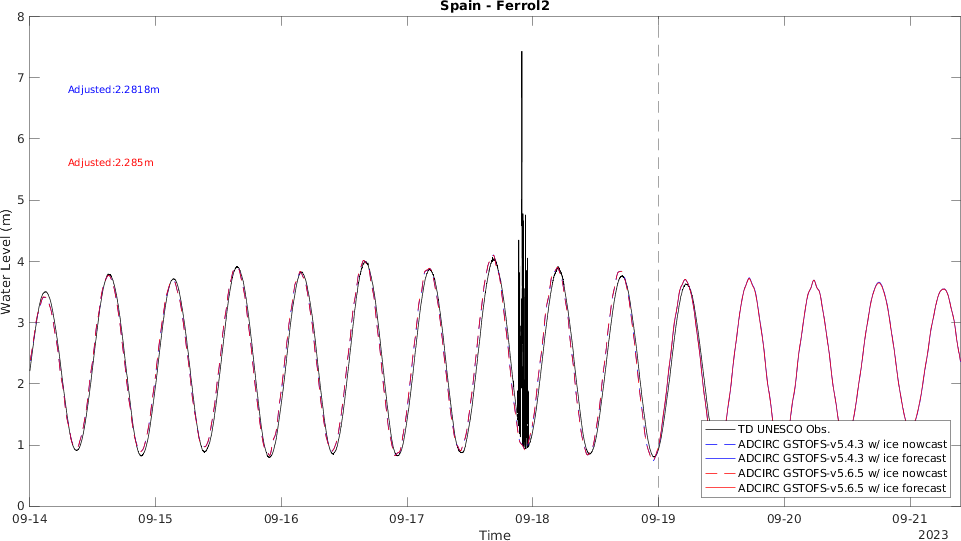 Spain - Ferrol2
8
7
6
5
4
3
2
1
0
Water Level (m)
Adjusted:2.2818m
Adjusted:2.285m
TD UNESCO Obs.
ADCIRC GSTOFS-v5.4.3 w/ ice nowcast
ADCIRC GSTOFS-v5.4.3 w/ ice forecast
ADCIRC GSTOFS-v5.6.5 w/ ice nowcast
ADCIRC GSTOFS-v5.6.5 w/ ice forecast
09-14 09-15 09-16 09-17 09-18 09-19 09-20 09-21
Time
2023